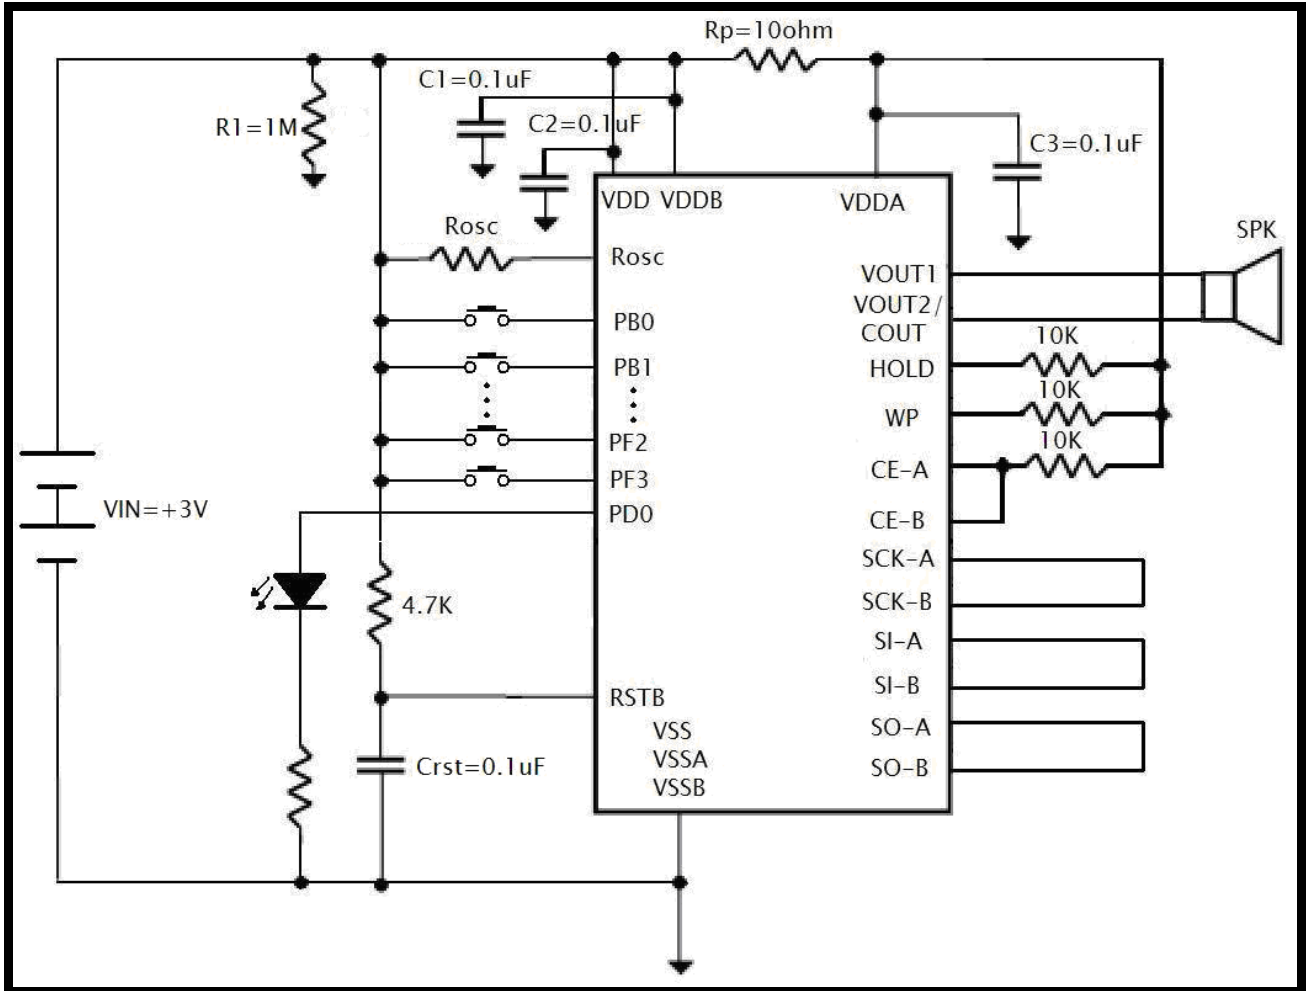 Rp=10ohm
C1=0.1uF
R1=1M
C2=0.1uF
C3=0.1uF
VDD VDDB
VDDA
Rosc
Rosc
SPK
VOUT1
VOUT2/
COUT
PB0
10K
PB1
HOLD
10K
WP
PF2
10K
CE-A
PF3
VIN=+3V
PD0
CE-B
SCK-A
4.7K
SCK-B
SI-A
SI-B
RSTB
VSS
SO-A
VSSA
Crst=0.1uF
SO-B
VSSB